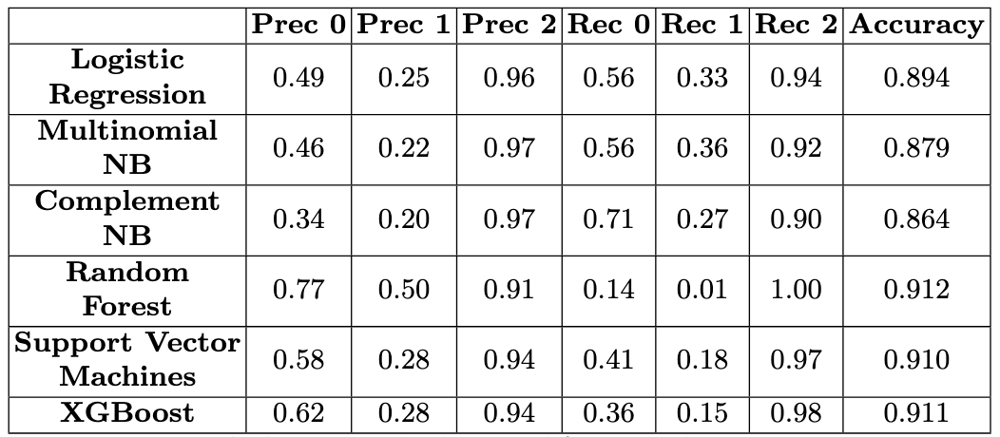 Prec 0 Prec 1 Prec 2 Rec 0 Rec 1 Rec 2 Accuracy
Logistic
Regression 0.49 0.25 0.96 0.56 0.33 0.94 0.894
Multinomial
NB 0.46 0.22 0.97 0.56 0.36 0.92 0.879
Complement
NB 0.34 0.20 0.97 0.71 0.27 0.90 0.864
Random
Forest 0.77 0.50 0.91 0.14 0.01 1.00 0.912
Support Vector
Machines 0.58 0.28 0.94 0.41 0.18 0.97 0.910
XGBoost 0.62 0.28 0.94 0.36 0.15 0.98 0.911